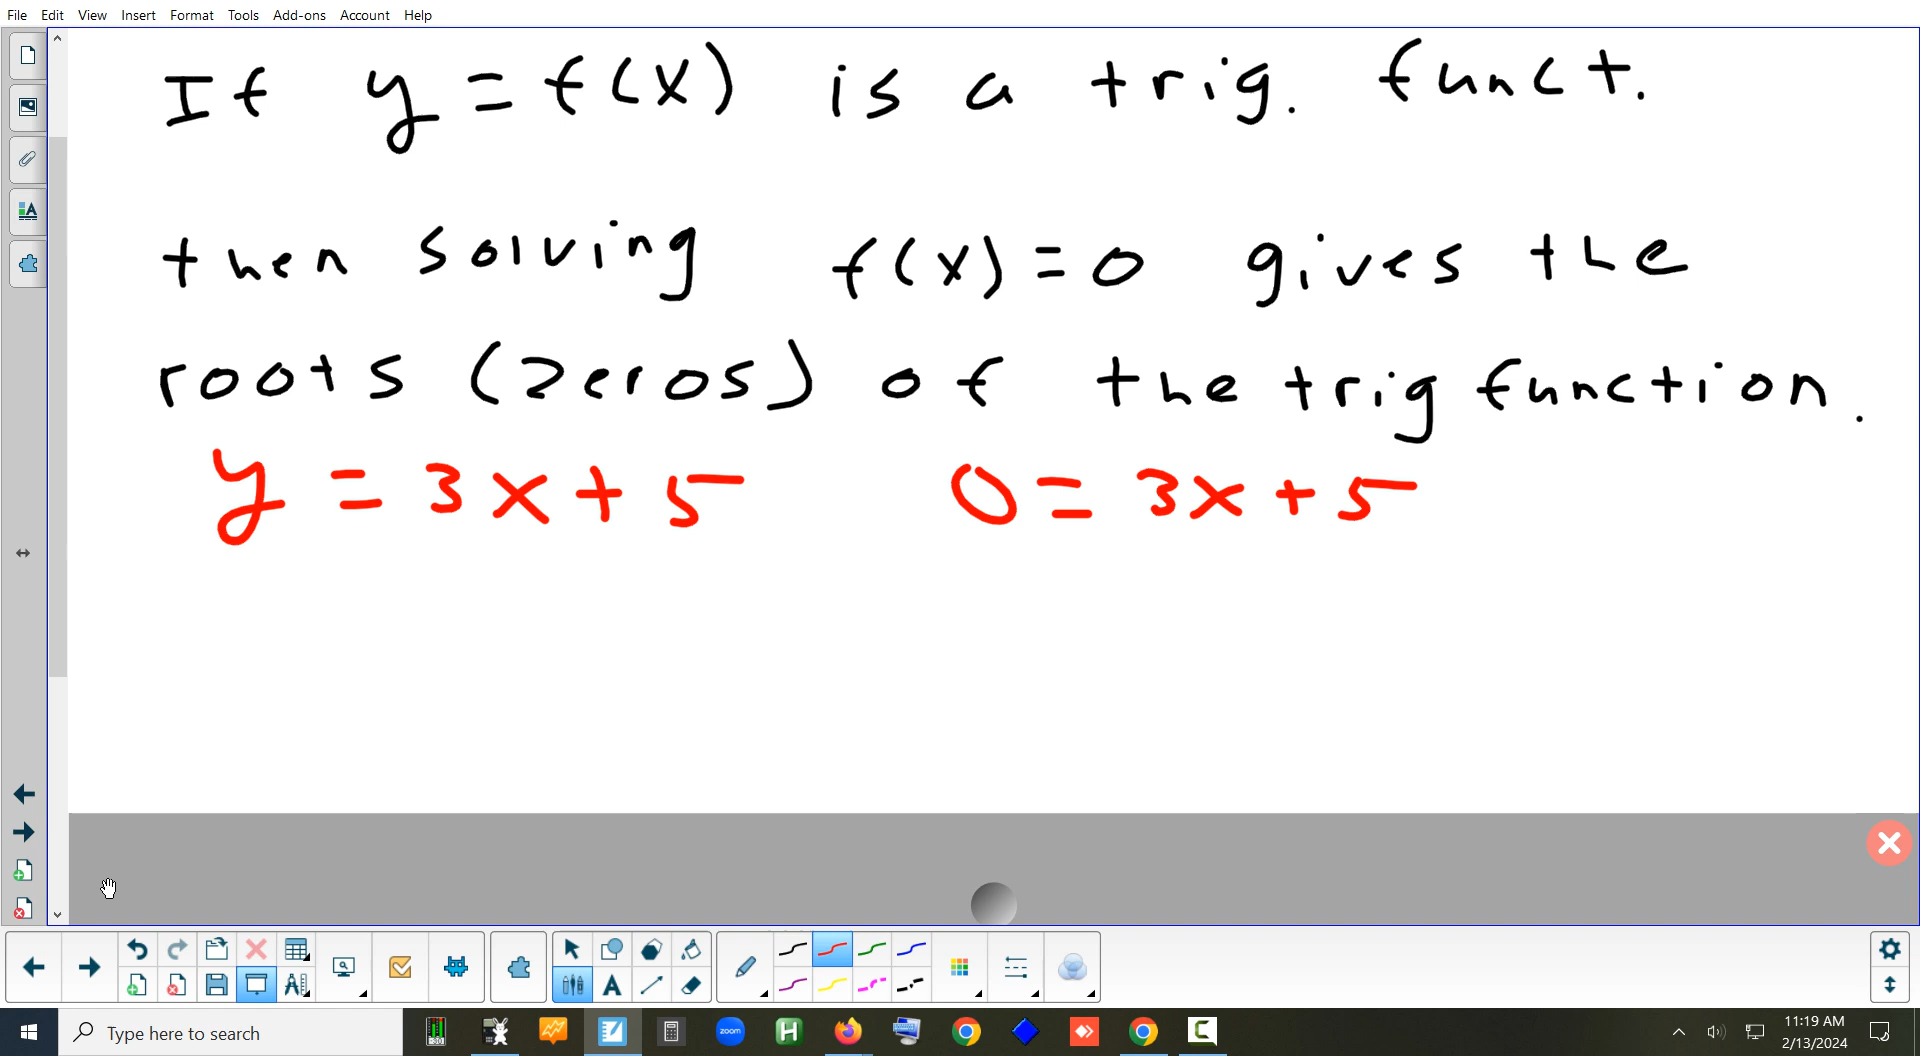 File Edit View Insert Format Tools Add-ons Account Help
If y = f(x) is a trig. funct.
then solving f(x) = 0 gives the
roots (zeros) of the trig function.
y = 3x + 5 0 = 3x + 5
Type here to search
zoom
11:19 AM
2/13/2024